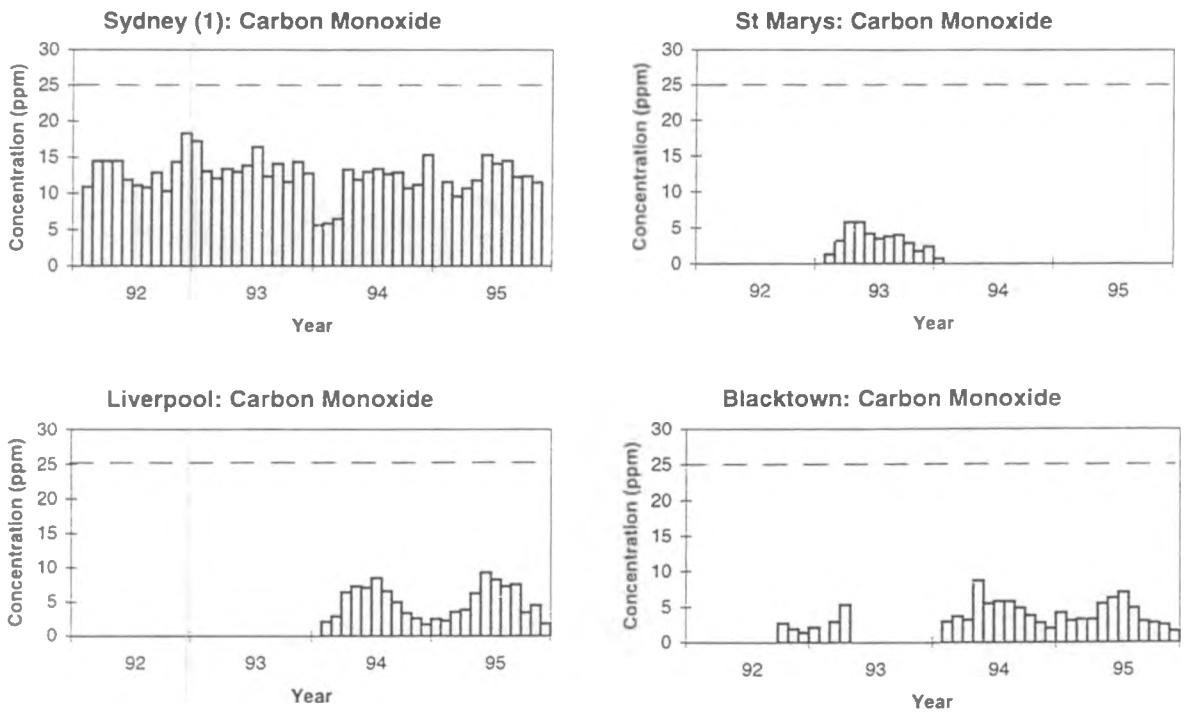 Sydney (1): Carbon Monoxide
Concentration (ppm)
30
25
20
15
10
5
0
92 93 94 95
Year
St Marys: Carbon Monoxide
Concentration (ppm)
30
25
20
15
10
5
0
92 93 94 95
Year
Liverpool: Carbon Monoxide
Concentration (ppm)
30
25
20
15
10
5
0
92 93 94 95
Year
Blacktown: Carbon Monoxide
Concentration (ppm)
30
25
20
15
10
5
0
92 93 94 95
Year